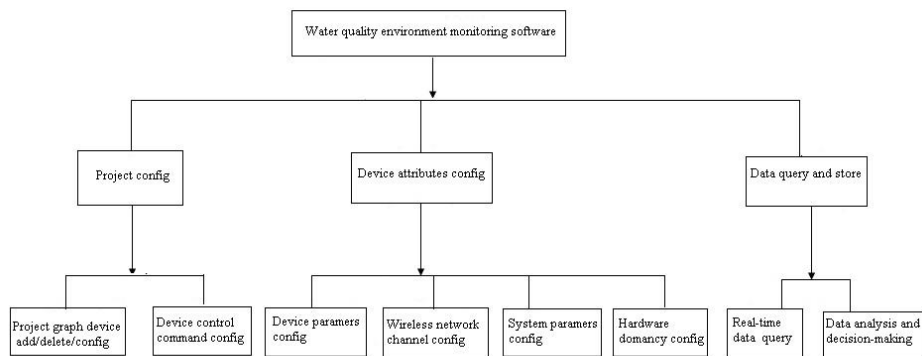 Water quality environment monitoring software
Project config
Device attributes config
Data query and store
Project graph device
add/delete/config
Device control
command config
Device paramers
config
Wireless network
channel config
System paramers
config
Hardware
domancy config
Real-time
data query
Data analysis and
decision-making